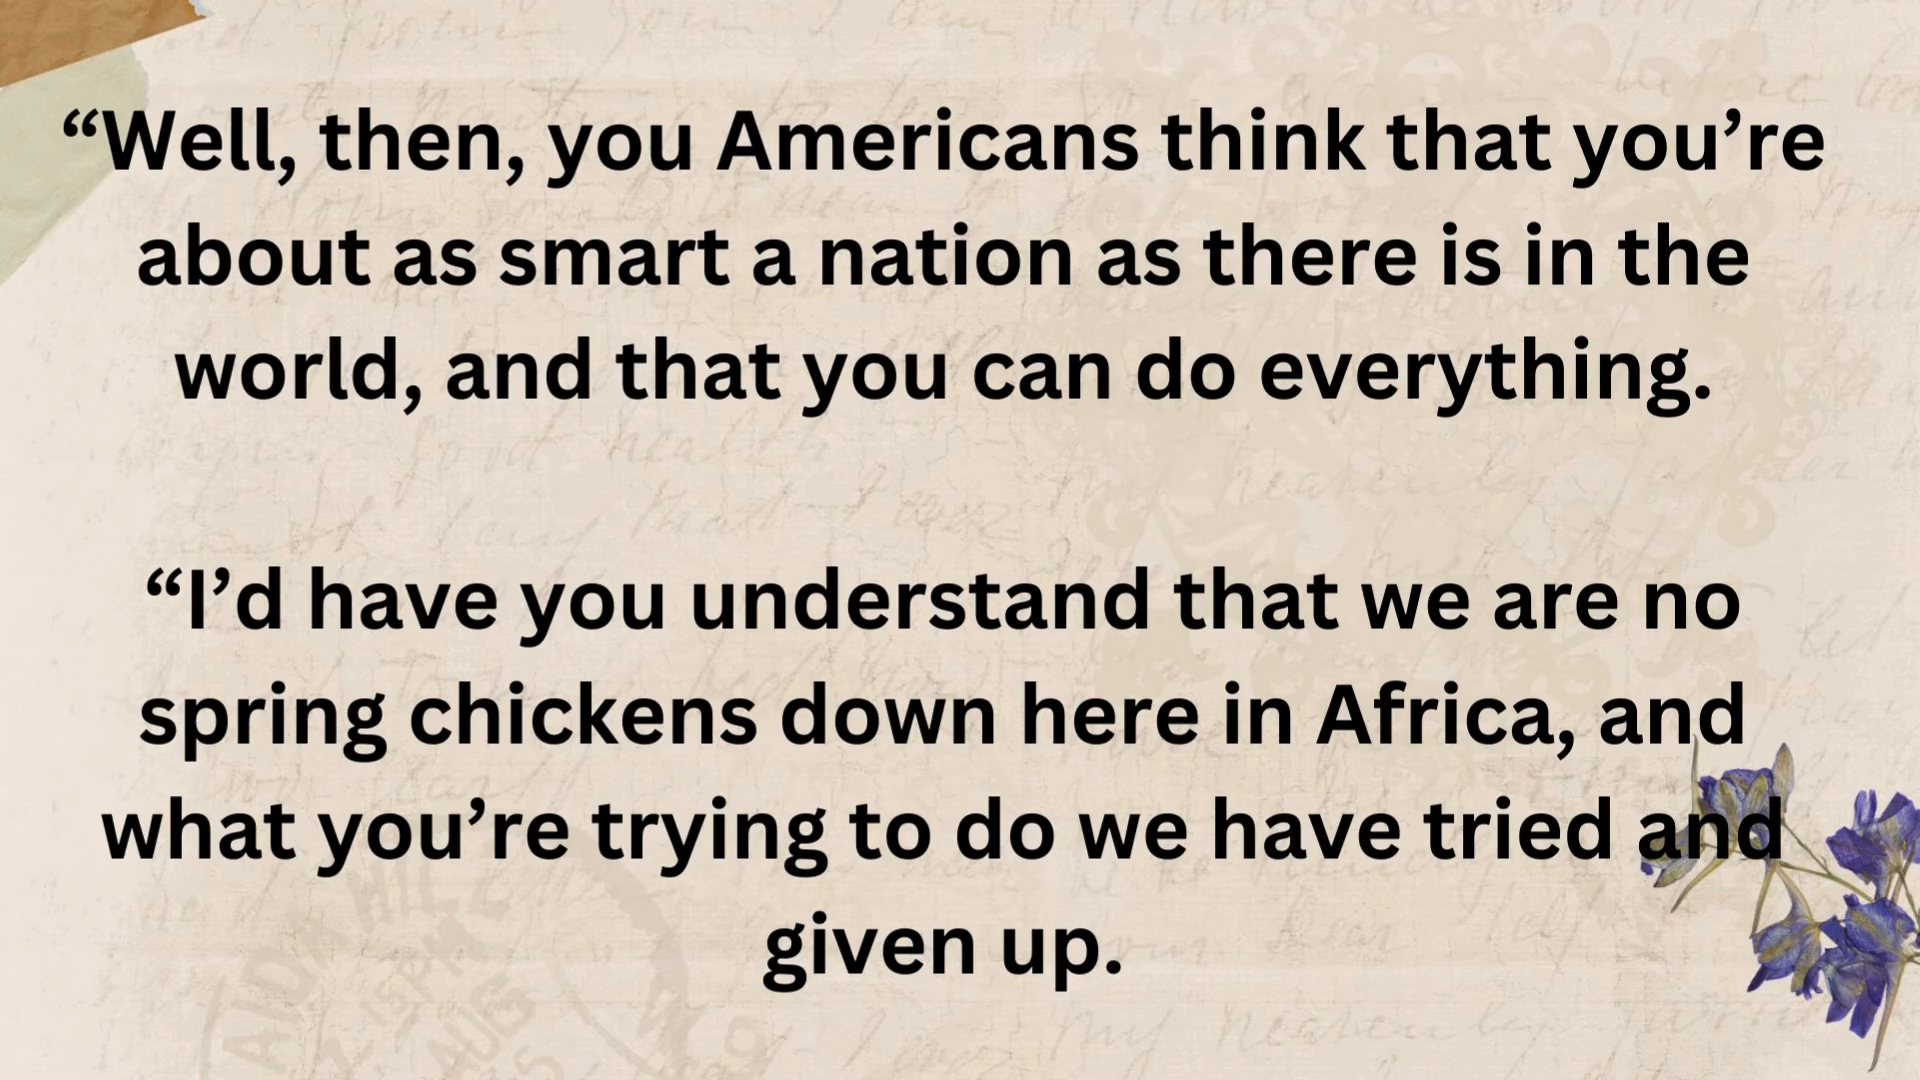 “Well, then, you Americans think that you’re
about as smart a nation as there is in the
world, and that you can do everything.
“I’d have you understand that we are no
spring chickens down here in Africa, and
what you’re trying to do we have tried and
given up.